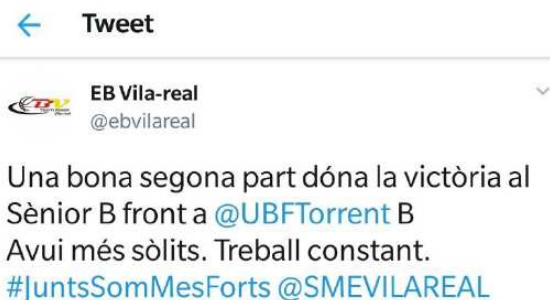 Tweet
EB Vila-real
@ebvilareal
Una bona segona part dóna la victòria al
Sènior B front a @UBFTorrent B
Avui més sòlits. Treball constant.
#JuntsSomMesForts @SMEVILAREAL